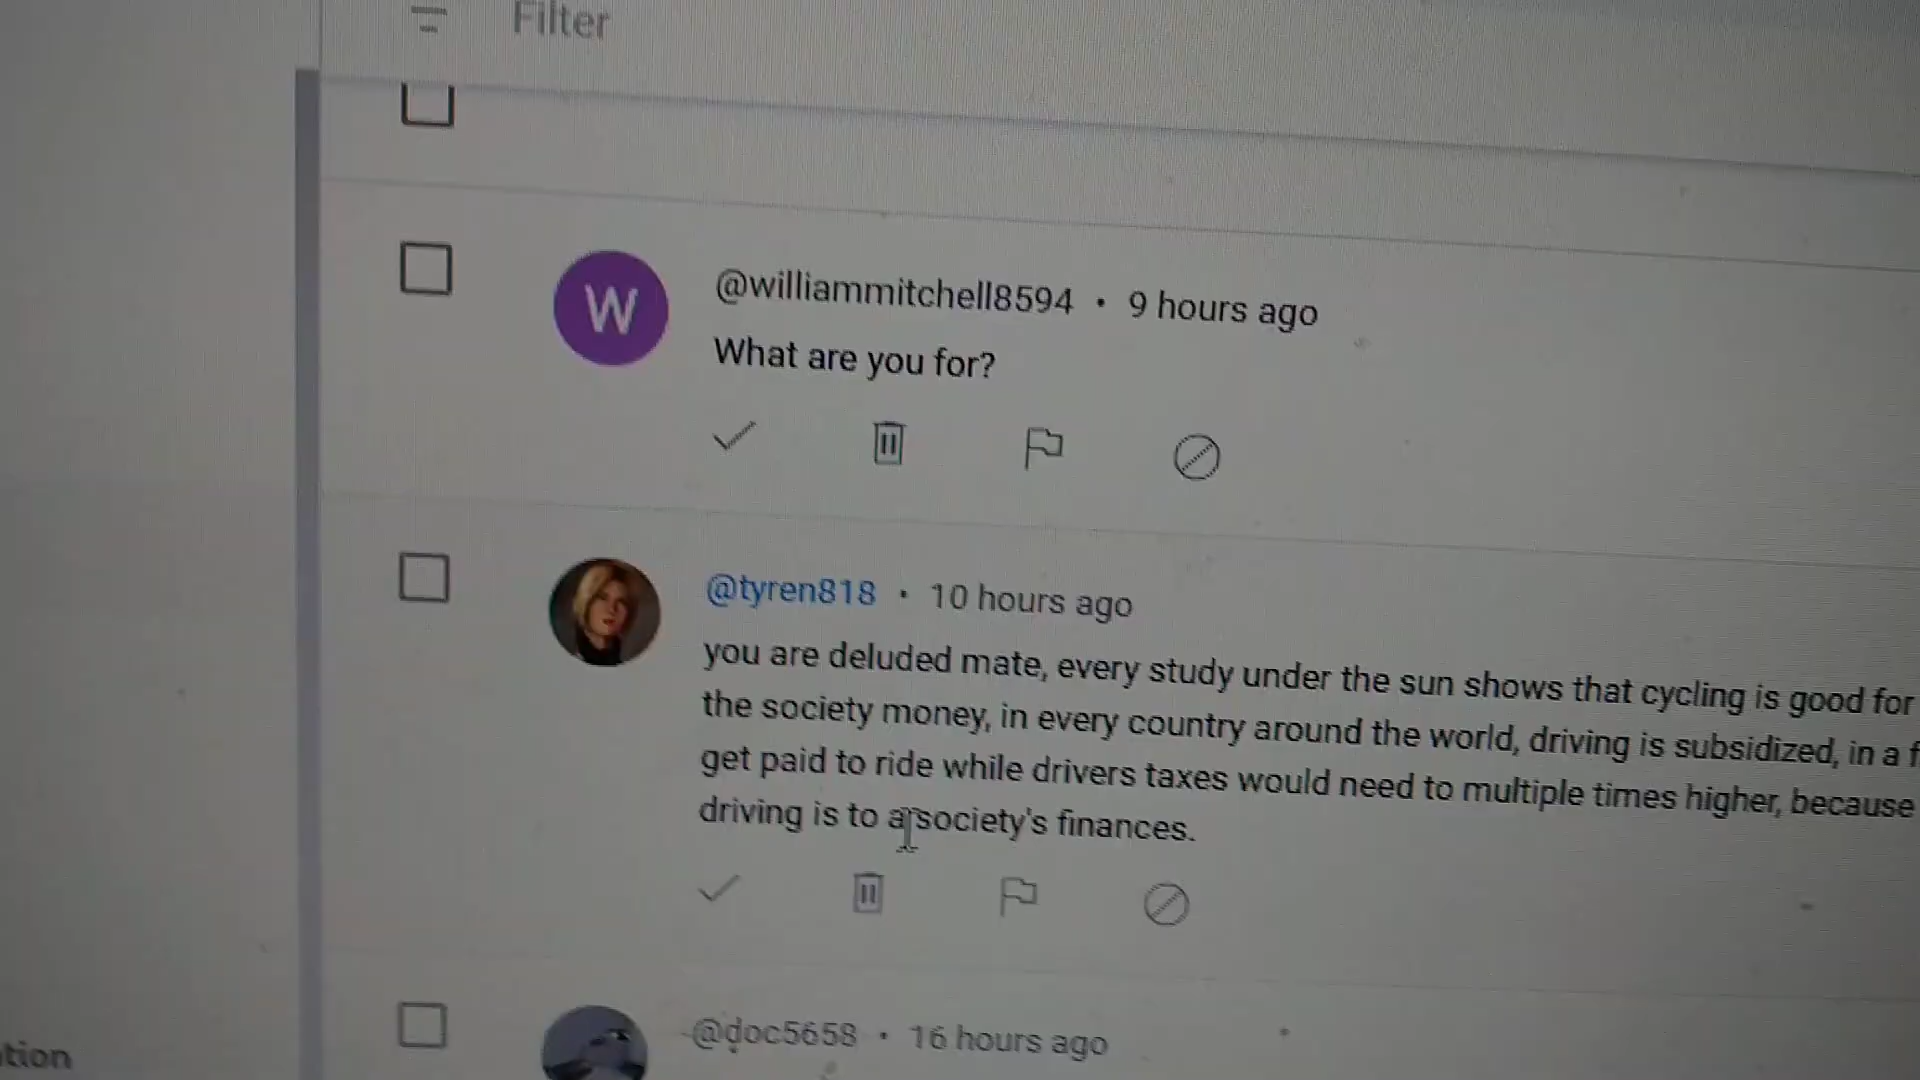 Filter
@williammitchell8594 • 9 hours ago
W
What are you for?
@tyren818 • 10 hours ago
you are deluded mate, every study under the sun shows that cycling is good for
the society money, in every country around the world, driving is subsidized, in a
get paid to ride while drivers taxes would need to multiple times higher, because
driving is to a society's finances.
@doc5658 • 16 hours ago